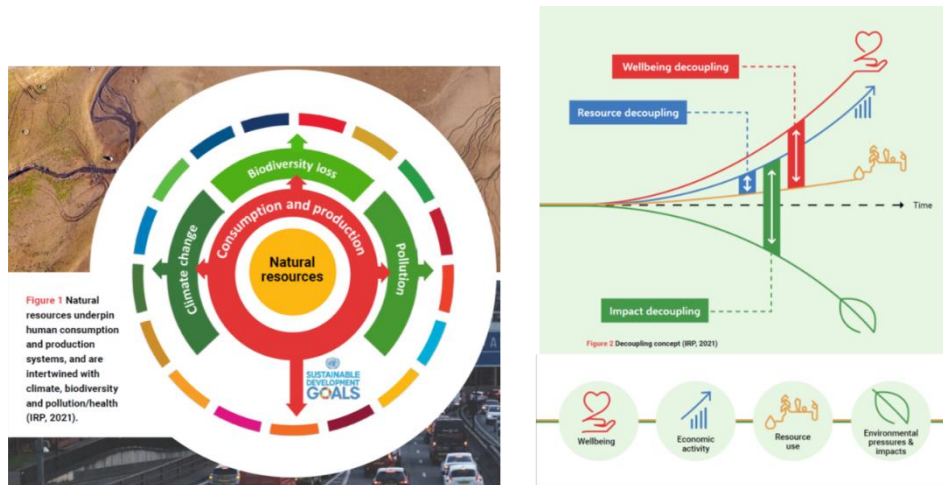 Biodiversity loss
Climate change
Consumption and production
Pollution
Natural
resources
Figure 1 Natural
resources underpin
human consumption
and production
systems, and are
intertwined with
climate, biodiversity
and pollution/health
(IRP, 2021).
SUSTAINABLE
DEVELOPMENT
GOALS
Wellbeing decoupling
Resource decoupling
Time
Impact decoupling
Figure 2 Decoupling concept (IRP, 2021)
Wellbeing
Economic
activity
Resource
use
Environmental
pressures &
impacts